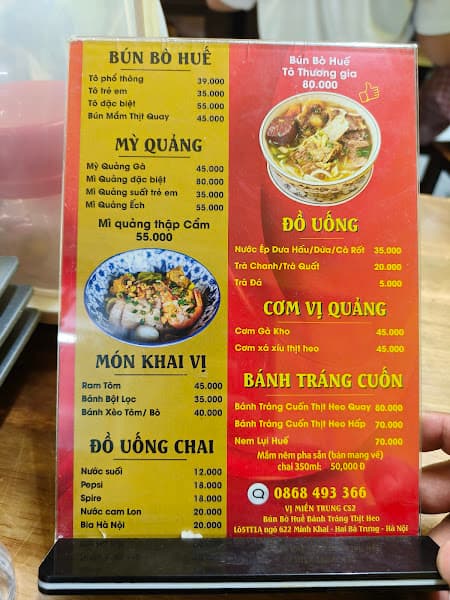 BÚN BÒ HUẾ
Tô phổ thông 39.000
Tô trẻ em 35.000
Tô đặc biệt 55.000
Bún Mắm Thịt Quay 45.000
MỲ QUẢNG
Mỳ Quảng Gà 45.000
Mì Quảng đặc biệt 80.000
Mì Quảng suất trẻ em 35.000
Mì Quảng Ếch 55.000
Mì quảng thập Cẩm
55.000
MÓN KHAI VỊ
Ram Tôm 45.000
Bánh Bột Lọc 35.000
Bánh Xèo Tôm/ Bò 40.000
ĐỒ UỐNG CHAI
Nước suối 12.000
Pepsi 18.000
Spire 18.000
Nước cam Lon 20.000
Bia Hà Nội 20.000
Bún Bò Huế
Tô Thương gia
80.000
ĐỒ UỐNG
Nước Ép Dưa Hấu/Dứa/Cà Rốt 35.000
Trà Chanh/Trà Quất 20.000
Trà Đá 5.000
CƠM VỊ QUẢNG
Cơm Gà Kho 45.000
Cơm xá xíu thịt heo 45.000
BÁNH TRÁNG CUỐN
Bánh Tráng Cuốn Thịt Heo Quay 80.000
Bánh Tráng Cuốn Thịt Heo Hấp 70.000
Nem Lụi Huế 70.000
Mắm nêm pha sẵn (bạn mang về)
chai 350ml: 50,000 Đ
0868 493 366
VỊ MIỀN TRUNG CS2
Bún Bò Huế Bánh Tráng Thịt Heo
Lô5TT1A ngõ 622 Minh Khai - Hai Bà Trưng - Hà Nội